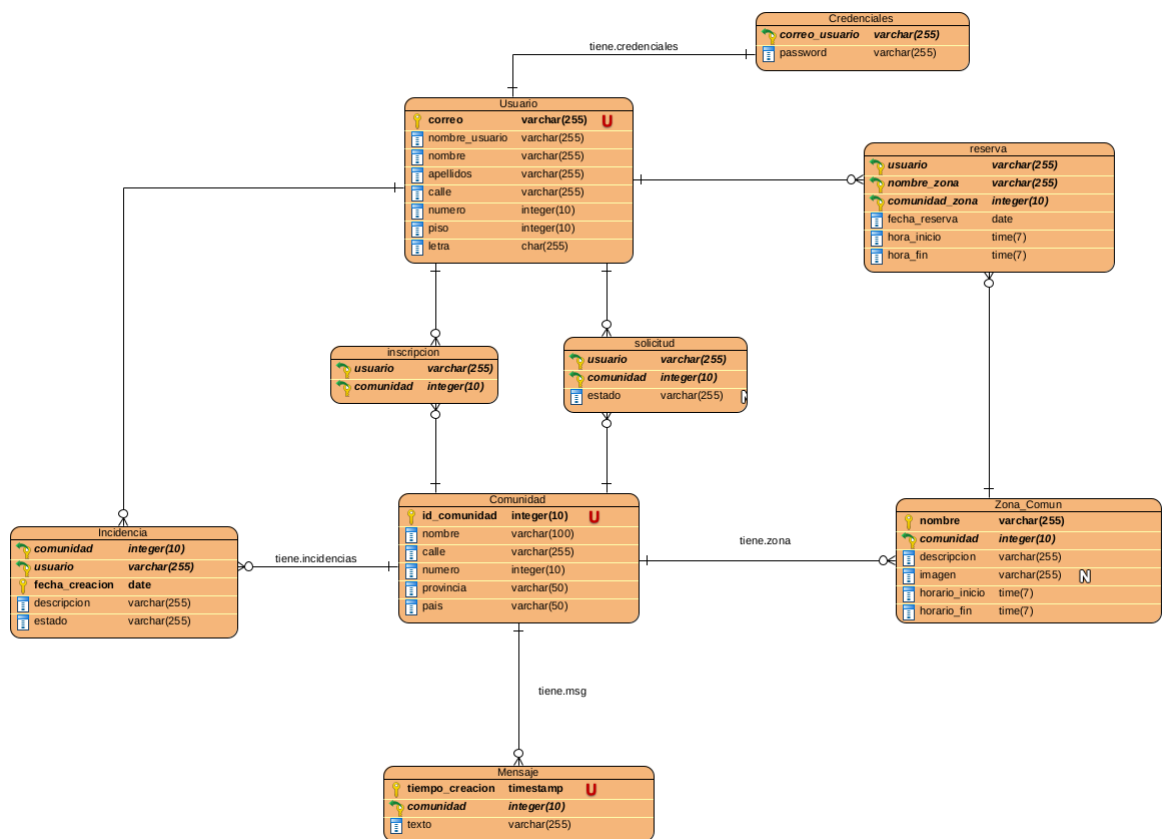 Credenciales
correo_usuario varchar(255)
password varchar(255)
tiene.credenciales
Usuario
correo varchar(255) U
nombre_usuario varchar(255)
nombre varchar(255)
apellidos varchar(255)
calle varchar(255)
numero integer(10)
piso integer(10)
letra char(255)
reserva
usuario varchar(255)
nombre_zona varchar(255)
comunidad_zona integer(10)
fecha_reserva date
hora_inicio time(7)
hora_fin time(7)
inscripcion
usuario varchar(255)
comunidad integer(10)
solicitud
usuario varchar(255)
comunidad integer(10)
estado varchar(255) N
Incidencia
comunidad integer(10)
usuario varchar(255)
fecha_creacion date
descripcion varchar(255)
estado varchar(255)
tiene.incidencias
Comunidad
id_comunidad integer(10) U
nombre varchar(100)
calle varchar(255)
numero integer(10)
provincia varchar(50)
pais varchar(50)
tiene.zona
Zona_Comun
nombre varchar(255)
comunidad integer(10)
descripcion varchar(255)
imagen varchar(255) N
horario_inicio time(7)
horario_fin time(7)
tiene.msg
Mensaje
tiempo_creacion timestamp U
comunidad integer(10)
texto varchar(255)